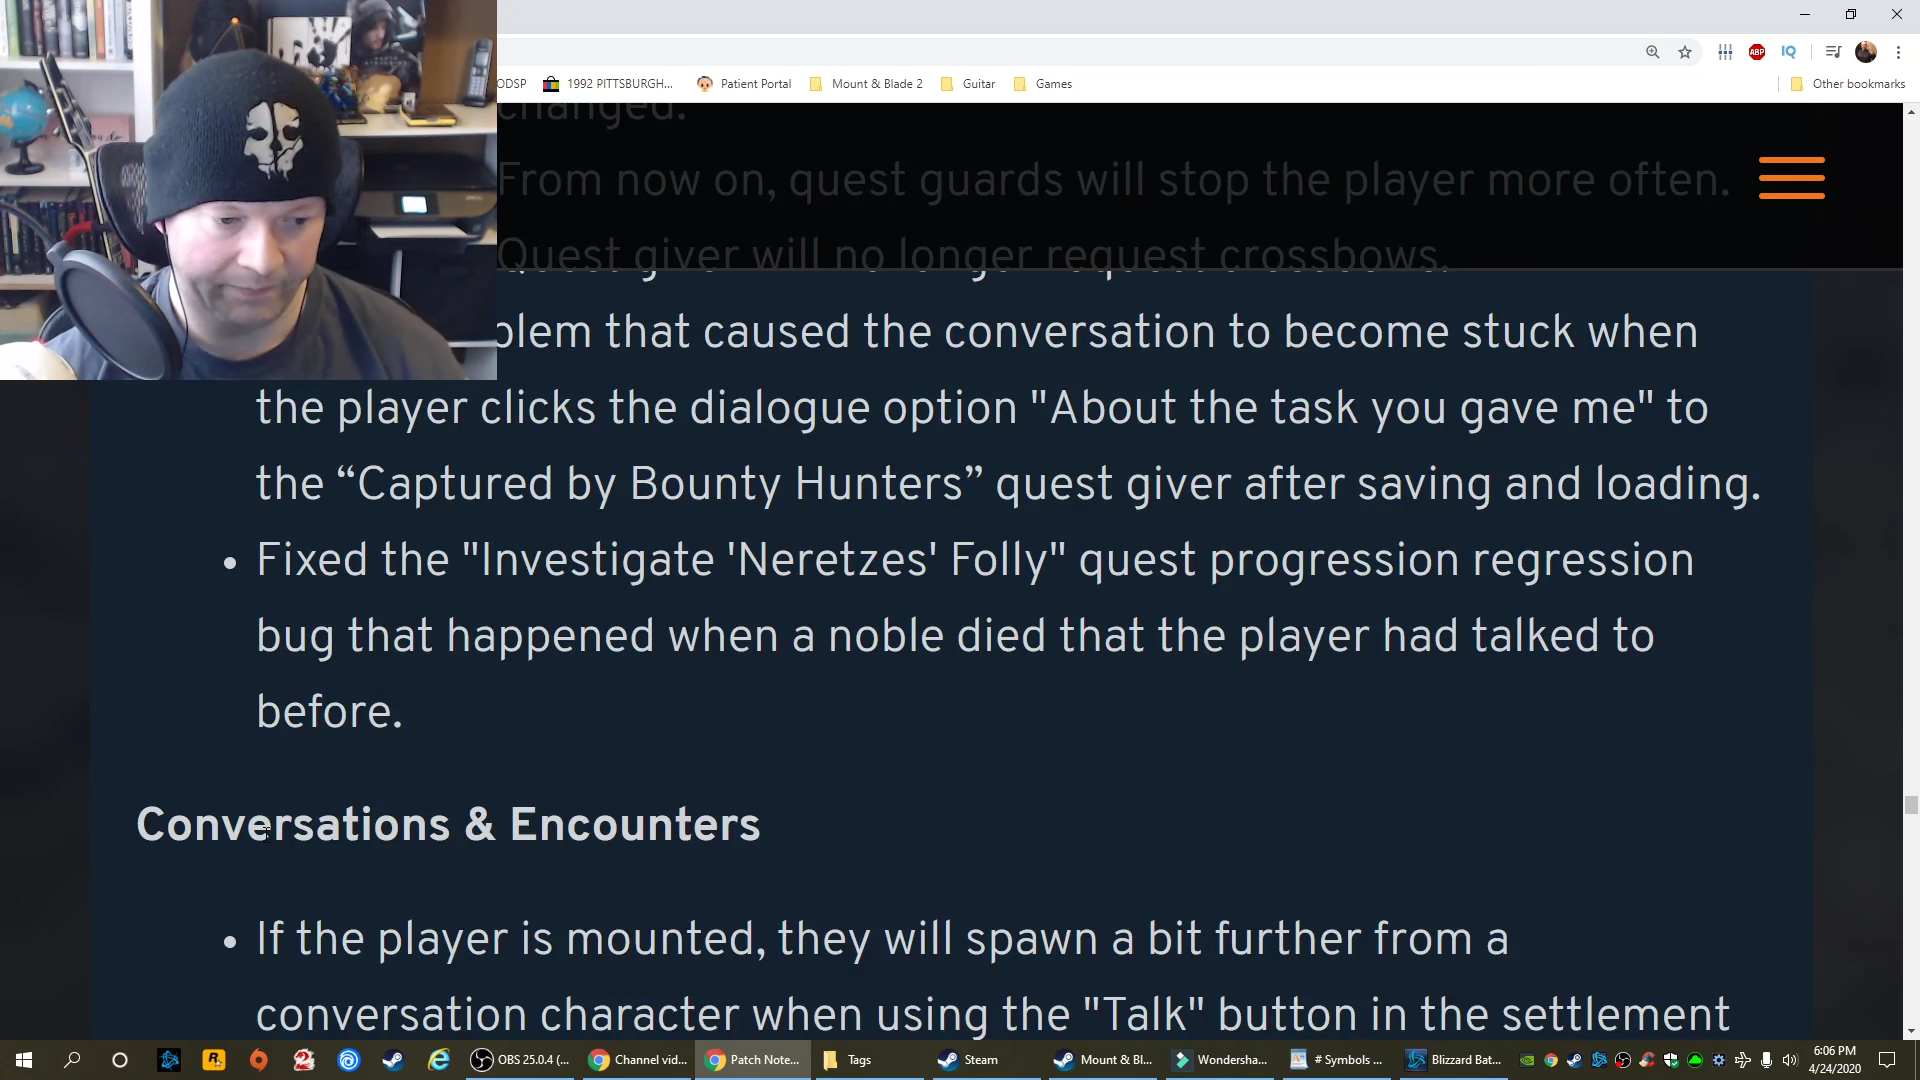 ODSP
1992 PITTSBURGH...
Patient Portal
Mount & Blade 2
Guitar
Games
Other bookmarks
ABP
IQ
changed.
From now on, quest guards will stop the player more often.
Quest giver will no longer request crossbows.
blem that caused the conversation to become stuck when
the player clicks the dialogue option "About the task you gave me" to
the “Captured by Bounty Hunters” quest giver after saving and loading.
• Fixed the "Investigate 'Neretzes' Folly" quest progression regression
bug that happened when a noble died that the player had talked to
before.
Conversations & Encounters
• If the player is mounted, they will spawn a bit further from a
conversation character when using the "Talk" button in the settlement
OBS 25.0.4 (...
Channel vid...
Patch Note...
Tags
Steam
Mount & Bl...
Wondersha...
# Symbols ...
Blizzard Bat...
6:06 PM
4/24/2020